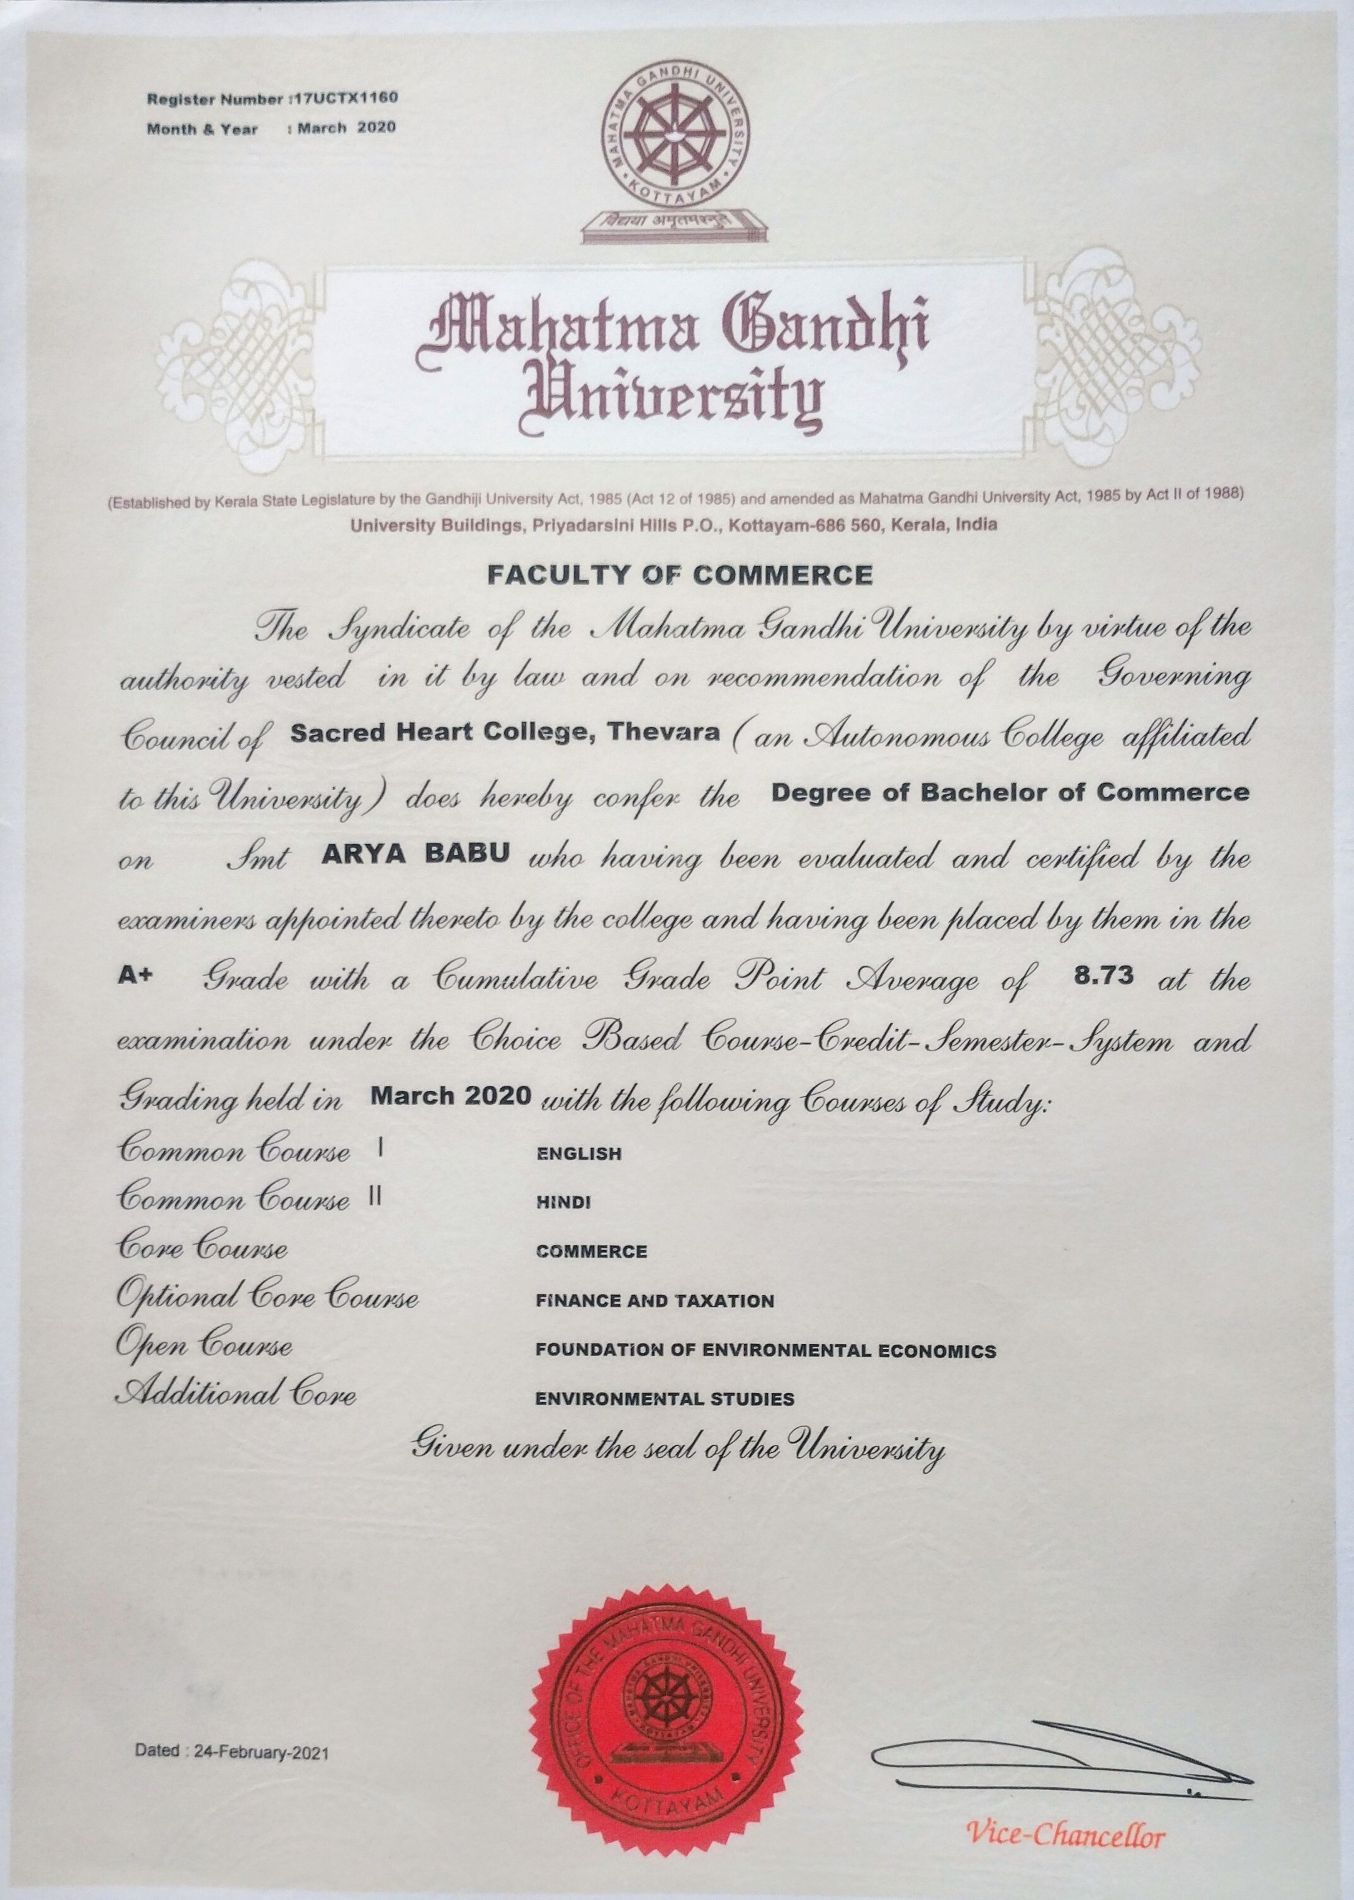 Register Number :17UCTX1160
Month & Year : March 2020
MAHATMA GANDHI UNIVERSITY
• KOTTAYAM •
विद्यया अमृतमश्नुते
Mahatma Gandhi
University
(Established by Kerala State Legislature by the Gandhiji University Act, 1985 (Act 12 of 1985) and amended as Mahatma Gandhi University Act, 1985 by Act II of 1988)
University Buildings, Priyadarsini Hills P.O., Kottayam-686 560, Kerala, India
FACULTY OF COMMERCE
The Syndicate of the Mahatma Gandhi University by virtue of the
authority vested in it by law and on recommendation of the Governing
Council of Sacred Heart College, Thevara (an Autonomous College affiliated
to this University) does hereby confer the Degree of Bachelor of Commerce
on Smt ARYA BABU who having been evaluated and certified by the
examiners appointed thereto by the college and having been placed by them in the
A+ Grade with a Cumulative Grade Point Average of 8.73 at the
examination under the Choice Based Course-Credit-Semester-System and
Grading held in March 2020 with the following Courses of Study:
Common Course I ENGLISH
Common Course II HINDI
Core Course COMMERCE
Optional Core Course FINANCE AND TAXATION
Open Course FOUNDATION OF ENVIRONMENTAL ECONOMICS
Additional Core ENVIRONMENTAL STUDIES
Given under the seal of the University
OFFICE OF THE MAHATMA GANDHI UNIVERSITY
• KOTTAYAM •
MAHATMA GANDHI UNIVERSITY
• KOTTAYAM •
Dated : 24-February-2021
Vice-Chancellor